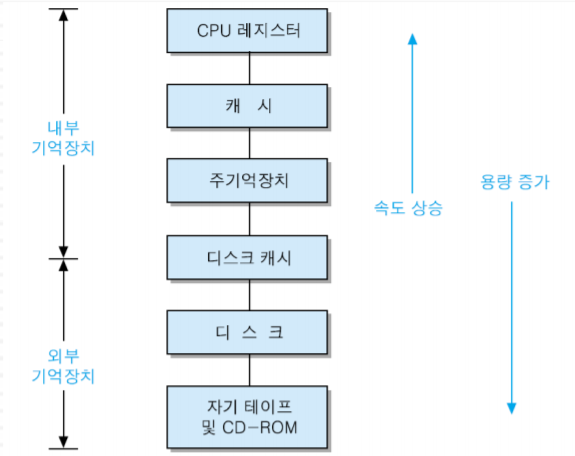 CPU 레지스터
캐 시
내부
기억장치
주기억장치
용량 증가
속도 상승
디스크 캐시
디 스 크
외부
기억장치
자기 테이프
및 CD-ROM